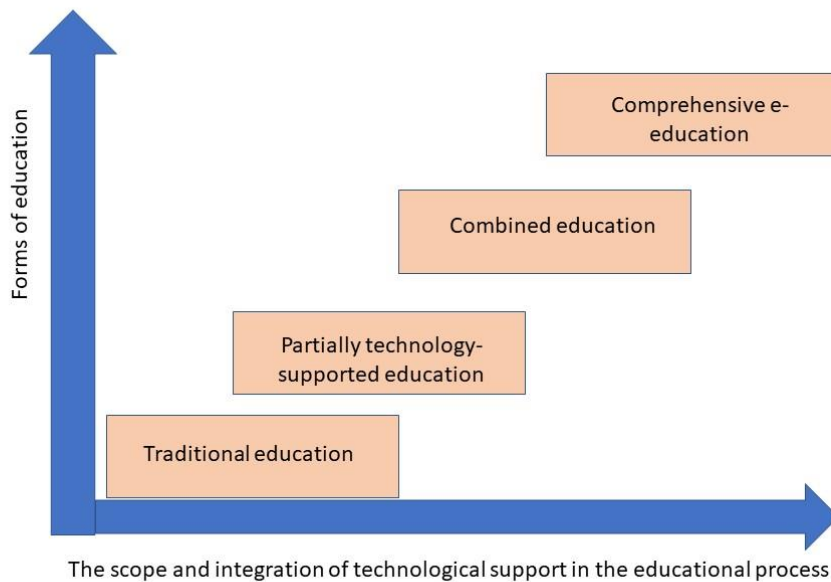 Forms of education
Comprehensive e-
education
Combined education
Partially technology-
supported education
Traditional education
The scope and integration of technological support in the educational process